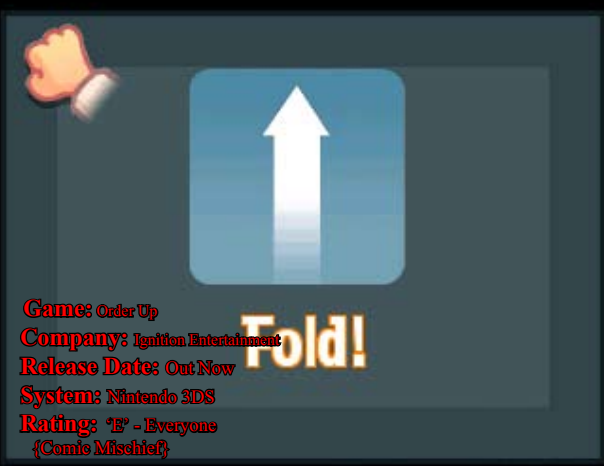 Game: Order Up
Company: Ignition Entertainment
Fold!
Release Date: Out Now
System: Nintendo 3DS
Rating: 'E' - Everyone
{Comic Mischief}